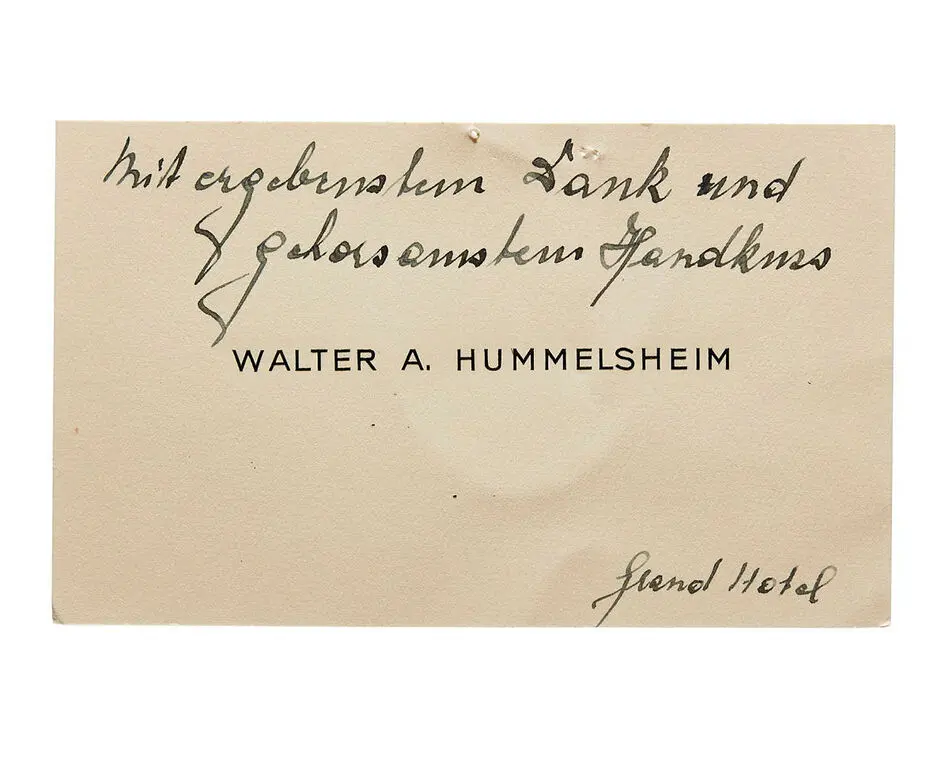 Mit ergebenstem Dank und
gehorsamstem Handkuss
WALTER A. HUMMELSHEIM
Grand Hotel